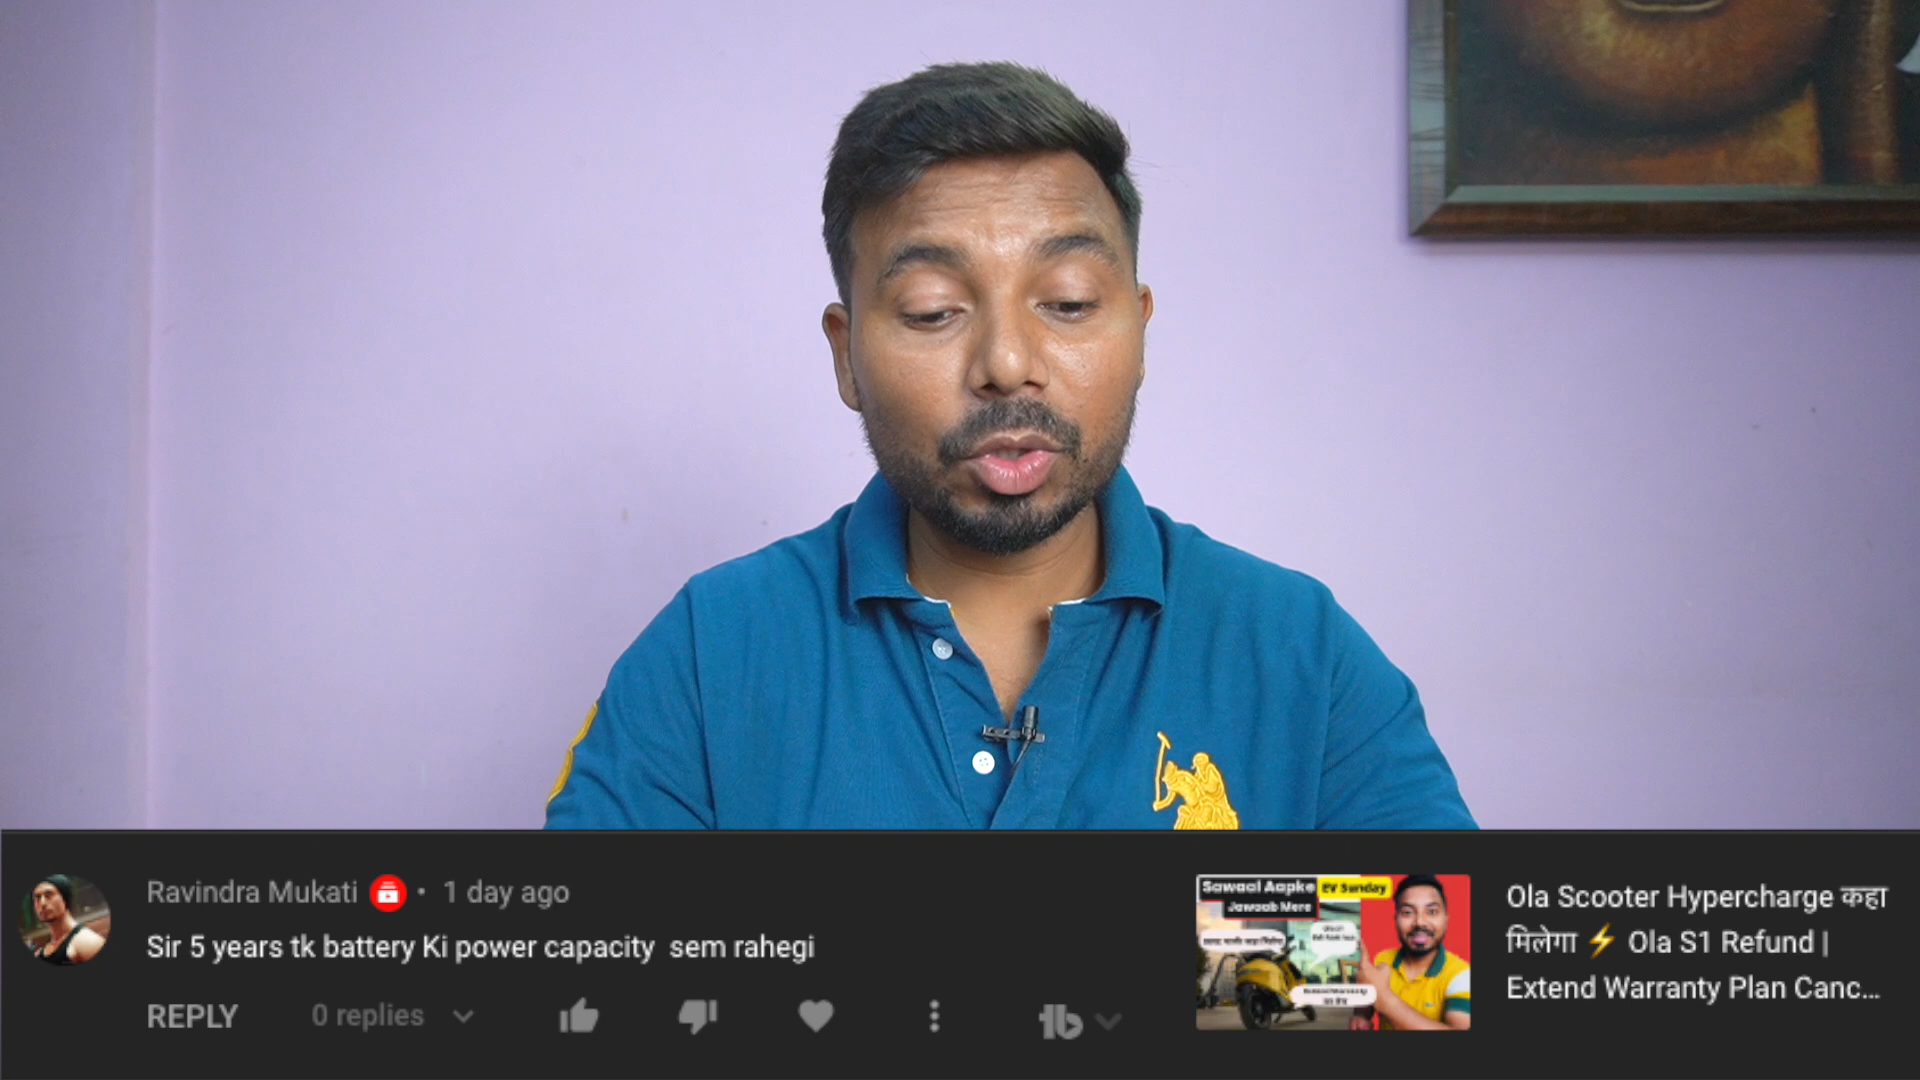 Ravindra Mukati • 1 day ago
Sir 5 years tk battery Ki power capacity sem rahegi
REPLY 0 replies
Sawaal Aapke EV Sunday
Jawaab Mere
Ola Scooter Hypercharge कहा
मिलेगा ⚡ Ola S1 Refund |
Extend Warranty Plan Canc...